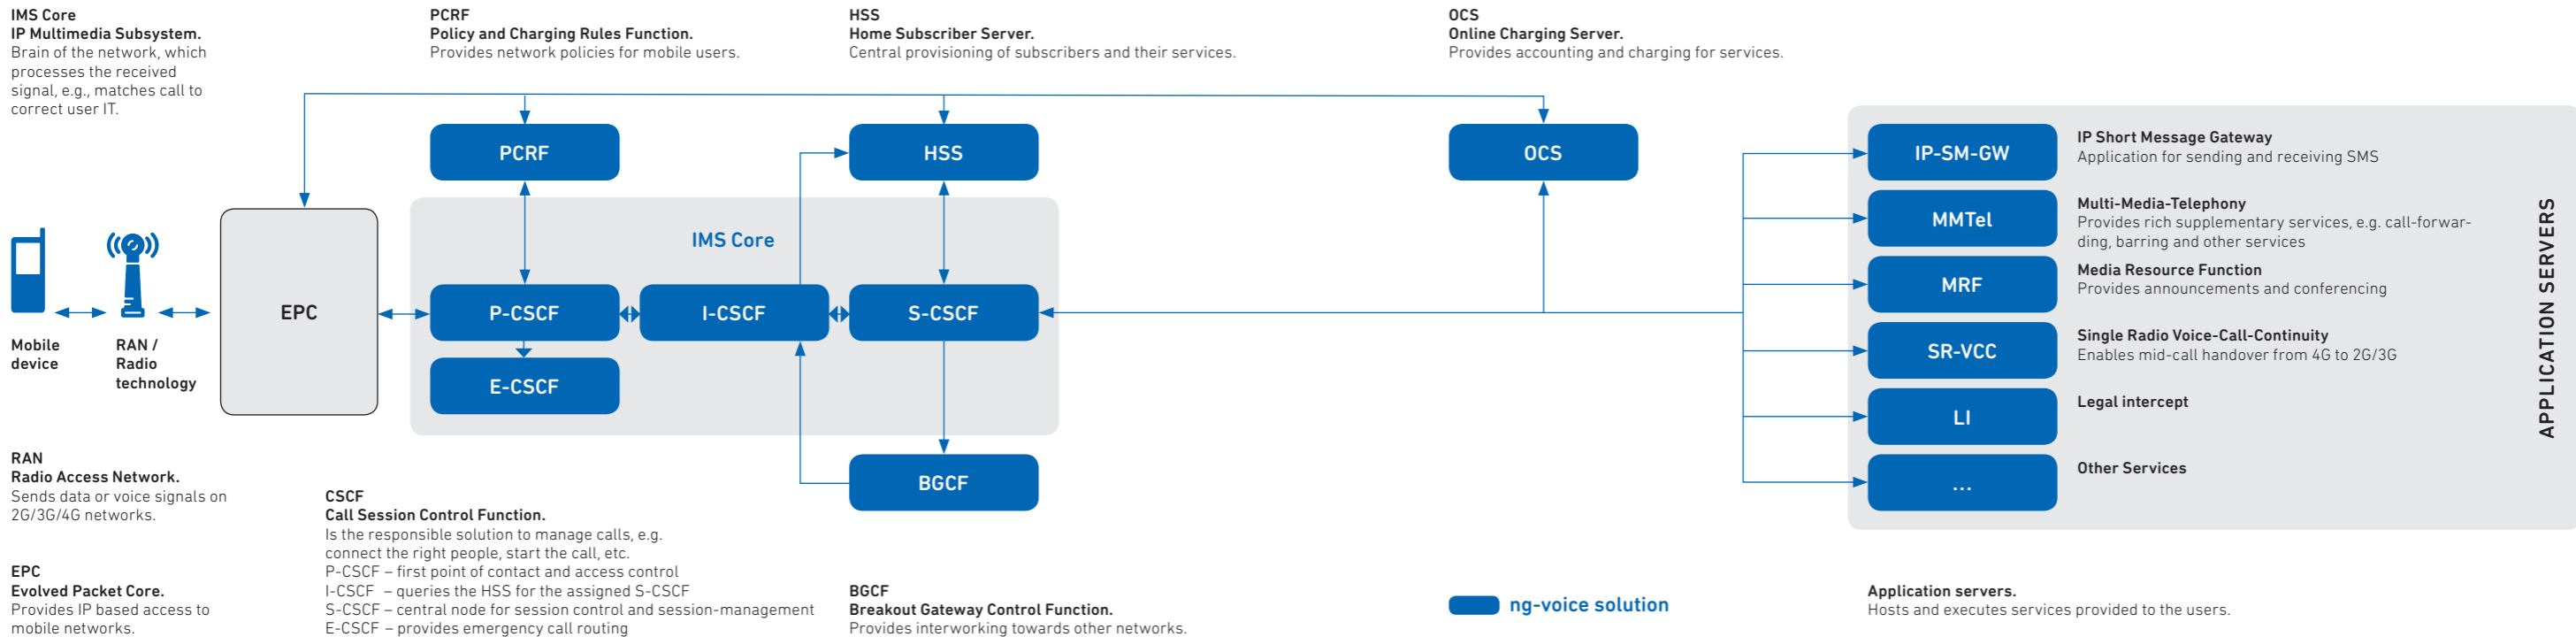 IMS Core
IP Multimedia Subsystem.
Brain of the network, which
processes the received
signal, e.g., matches call to
correct user IT.
PCRF
Policy and Charging Rules Function.
Provides network policies for mobile users.
HSS
Home Subscriber Server.
Central provisioning of subscribers and their services.
OCS
Online Charging Server.
Provides accounting and charging for services.
PCRF
HSS
OCS
IMS Core
EPC
P-CSCF
I-CSCF
S-CSCF
E-CSCF
BGCF
Mobile
device
RAN /
Radio
technology
IP-SM-GW
IP Short Message Gateway
Application for sending and receiving SMS
MMTel
Multi-Media-Telephony
Provides rich supplementary services, e.g. call-forwar-
ding, barring and other services
MRF
Media Resource Function
Provides announcements and conferencing
SR-VCC
Single Radio Voice-Call-Continuity
Enables mid-call handover from 4G to 2G/3G
LI
Legal intercept
...
Other Services
APPLICATION SERVERS
RAN
Radio Access Network.
Sends data or voice signals on
2G/3G/4G networks.
EPC
Evolved Packet Core.
Provides IP based access to
mobile networks.
CSCF
Call Session Control Function.
Is the responsible solution to manage calls, e.g.
connect the right people, start the call, etc.
P-CSCF – first point of contact and access control
I-CSCF – queries the HSS for the assigned S-CSCF
S-CSCF – central node for session control and session-management
E-CSCF – provides emergency call routing
BGCF
Breakout Gateway Control Function.
Provides interworking towards other networks.
ng-voice solution
Application servers.
Hosts and executes services provided to the users.